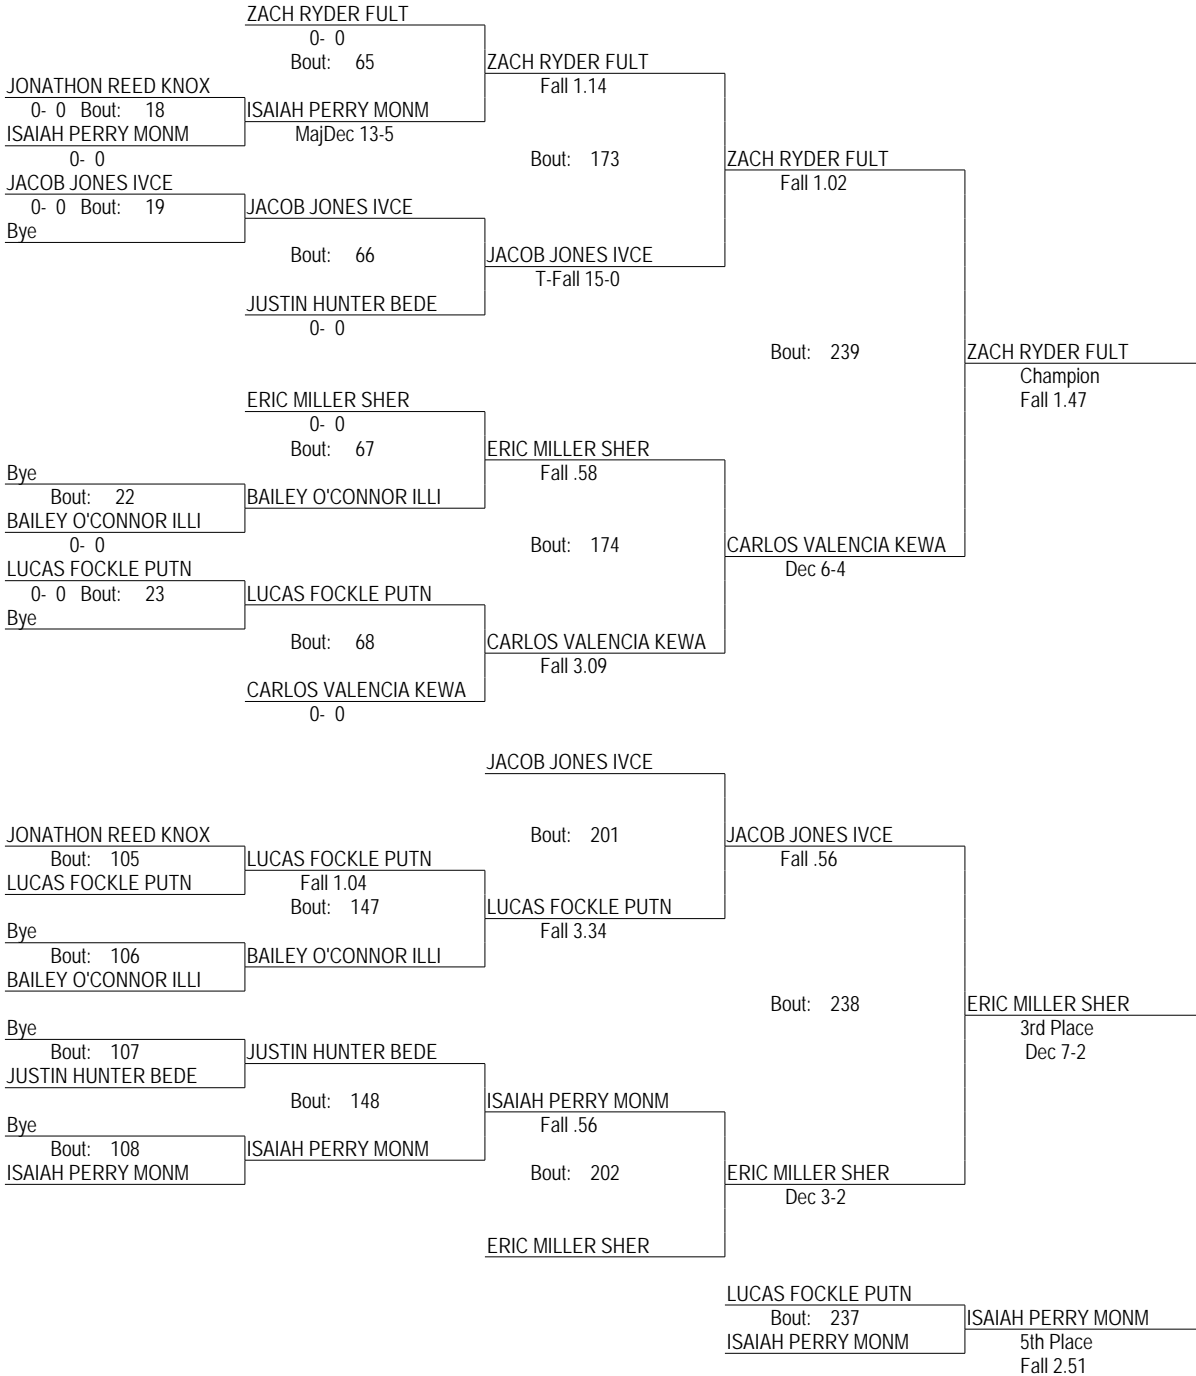 ZACH RYDER FULT
0- 0
Bout: 65
ZACH RYDER FULT
Fall 1.14
JONATHON REED KNOX
0- 0 Bout: 18
ISAIAH PERRY MONM
ISAIAH PERRY MONM
MajDec 13-5
0- 0
Bout: 173
ZACH RYDER FULT
Fall 1.02
JACOB JONES IVCE
0- 0 Bout: 19
JACOB JONES IVCE
Bye
Bout: 66
JACOB JONES IVCE
T-Fall 15-0
JUSTIN HUNTER BEDE
0- 0
Bout: 239
ZACH RYDER FULT
Champion
Fall 1.47
ERIC MILLER SHER
0- 0
Bout: 67
ERIC MILLER SHER
Fall .58
Bye
Bout: 22
BAILEY O'CONNOR ILLI
BAILEY O'CONNOR ILLI
0- 0
Bout: 174
CARLOS VALENCIA KEWA
Dec 6-4
LUCAS FOCKLE PUTN
0- 0 Bout: 23
LUCAS FOCKLE PUTN
Bye
Bout: 68
CARLOS VALENCIA KEWA
Fall 3.09
CARLOS VALENCIA KEWA
0- 0
JACOB JONES IVCE
Bout: 201
JACOB JONES IVCE
Fall .56
JONATHON REED KNOX
Bout: 105
LUCAS FOCKLE PUTN
LUCAS FOCKLE PUTN
Fall 1.04
Bout: 147
LUCAS FOCKLE PUTN
Fall 3.34
Bye
Bout: 106
BAILEY O'CONNOR ILLI
BAILEY O'CONNOR ILLI
Bout: 238
ERIC MILLER SHER
3rd Place
Dec 7-2
Bye
Bout: 107
JUSTIN HUNTER BEDE
JUSTIN HUNTER BEDE
Bout: 148
ISAIAH PERRY MONM
Fall .56
Bye
Bout: 108
ISAIAH PERRY MONM
ISAIAH PERRY MONM
Bout: 202
ERIC MILLER SHER
Dec 3-2
ERIC MILLER SHER
LUCAS FOCKLE PUTN
Bout: 237
ISAIAH PERRY MONM
ISAIAH PERRY MONM
5th Place
Fall 2.51